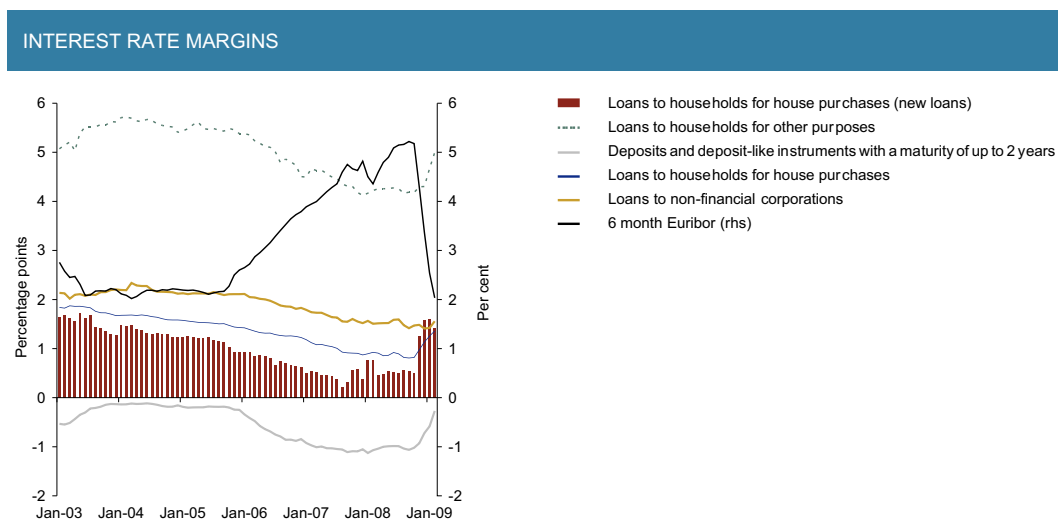 INTEREST RATE MARGINS
Percentage points
6
5
4
3
2
1
0
-1
-2
6
5
4
3
2
1
0
-1
-2
Per cent
Jan-03 Jan-04 Jan-05 Jan-06 Jan-07 Jan-08 Jan-09
Loans to households for house purchases (new loans)
Loans to households for other purposes
Deposits and deposit-like instruments with a maturity of up to 2 years
Loans to households for house purchases
Loans to non-financial corporations
6 month Euribor (rhs)